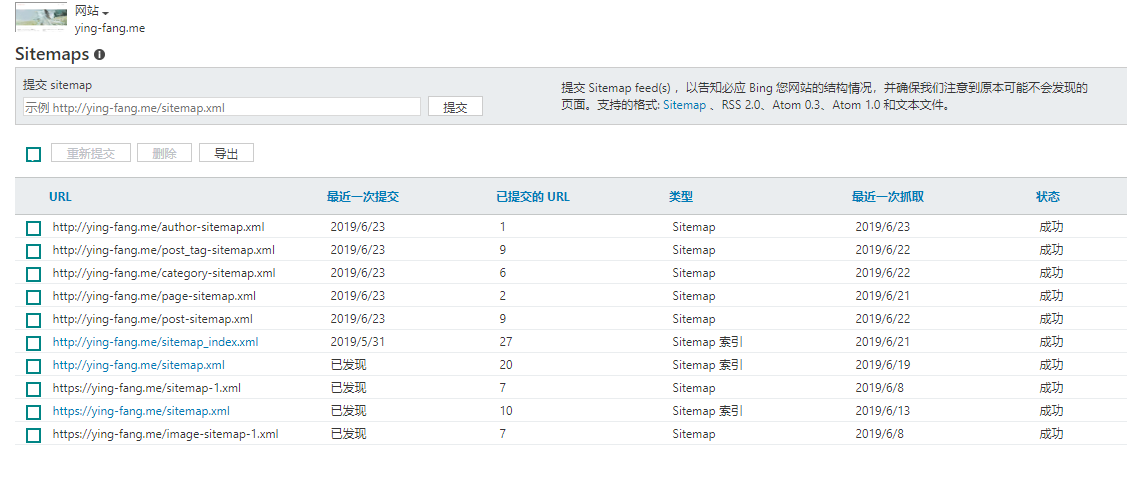 网站
ying-fang.me
Sitemaps
提交 sitemap
示例 http://ying-fang.me/sitemap.xml 提交
提交 Sitemap feed(s) ，以告知必应 Bing 您网站的结构情况，并确保我们注意到原本可能不会发现的
页面。支持的格式: Sitemap 、RSS 2.0、Atom 0.3、Atom 1.0 和文本文件。
重新提交 删除 导出
URL 最近一次提交 已提交的 URL 类型 最近一次抓取 状态
http://ying-fang.me/author-sitemap.xml 2019/6/23 1 Sitemap 2019/6/23 成功
http://ying-fang.me/post_tag-sitemap.xml 2019/6/23 9 Sitemap 2019/6/22 成功
http://ying-fang.me/category-sitemap.xml 2019/6/23 6 Sitemap 2019/6/22 成功
http://ying-fang.me/page-sitemap.xml 2019/6/23 2 Sitemap 2019/6/21 成功
http://ying-fang.me/post-sitemap.xml 2019/6/23 9 Sitemap 2019/6/22 成功
http://ying-fang.me/sitemap_index.xml 2019/5/31 27 Sitemap 索引 2019/6/21 成功
http://ying-fang.me/sitemap.xml 已发现 20 Sitemap 索引 2019/6/19 成功
https://ying-fang.me/sitemap-1.xml 已发现 7 Sitemap 2019/6/8 成功
https://ying-fang.me/sitemap.xml 已发现 10 Sitemap 索引 2019/6/13 成功
https://ying-fang.me/image-sitemap-1.xml 已发现 7 Sitemap 2019/6/8 成功